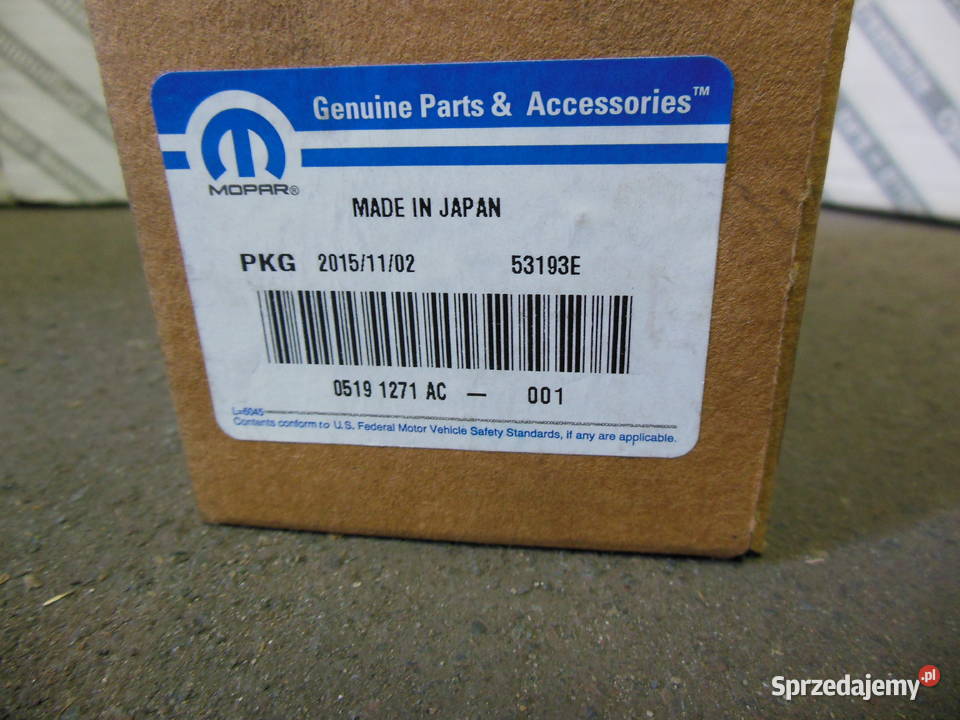 Genuine Parts & Accessories™
MOPAR®
MADE IN JAPAN
PKG 2015/11/02 53193E
0519 1271 AC — 001
L=6045
Contents conform to U.S. Federal Motor Vehicle Safety Standards, if any are applicable.
Sprzedajemy.pl